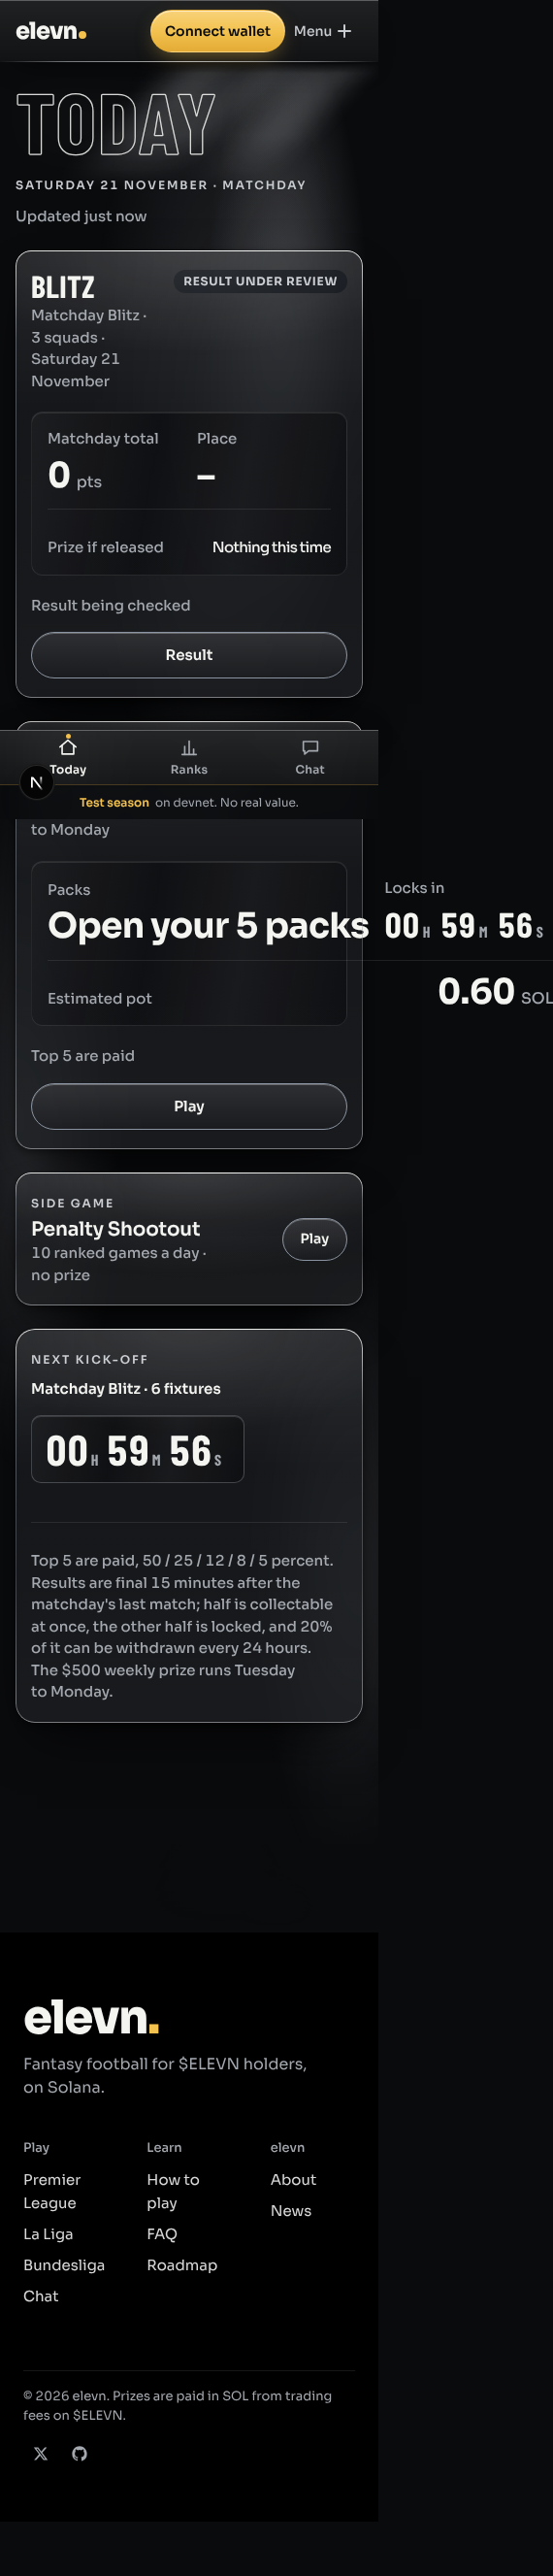 elevn.
Connect wallet
Menu
TODAY
SATURDAY 21 NOVEMBER · MATCHDAY
Updated just now
BLITZ
RESULT UNDER REVIEW
Matchday Blitz ·
3 squads ·
Saturday 21
November
Matchday total
Place
0 pts
–
Prize if released
Nothing this time
Result being checked
Result
Today
Ranks
Chat
N
Test season on devnet. No real value.
to Monday
Packs
Locks in
Open your 5 packs
00H 59M 56S
Estimated pot
0.60 SOL
Top 5 are paid
Play
SIDE GAME
Penalty Shootout
10 ranked games a day ·
no prize
Play
NEXT KICK-OFF
Matchday Blitz · 6 fixtures
00H 59M 56S
Top 5 are paid, 50 / 25 / 12 / 8 / 5 percent.
Results are final 15 minutes after the
matchday's last match; half is collectable
at once, the other half is locked, and 20%
of it can be withdrawn every 24 hours.
The $500 weekly prize runs Tuesday
to Monday.
elevn.
Fantasy football for $ELEVN holders,
on Solana.
Play
Learn
elevn
Premier
League
How to
play
About
La Liga
FAQ
News
Bundesliga
Roadmap
Chat
© 2026 elevn. Prizes are paid in SOL from trading
fees on $ELEVN.